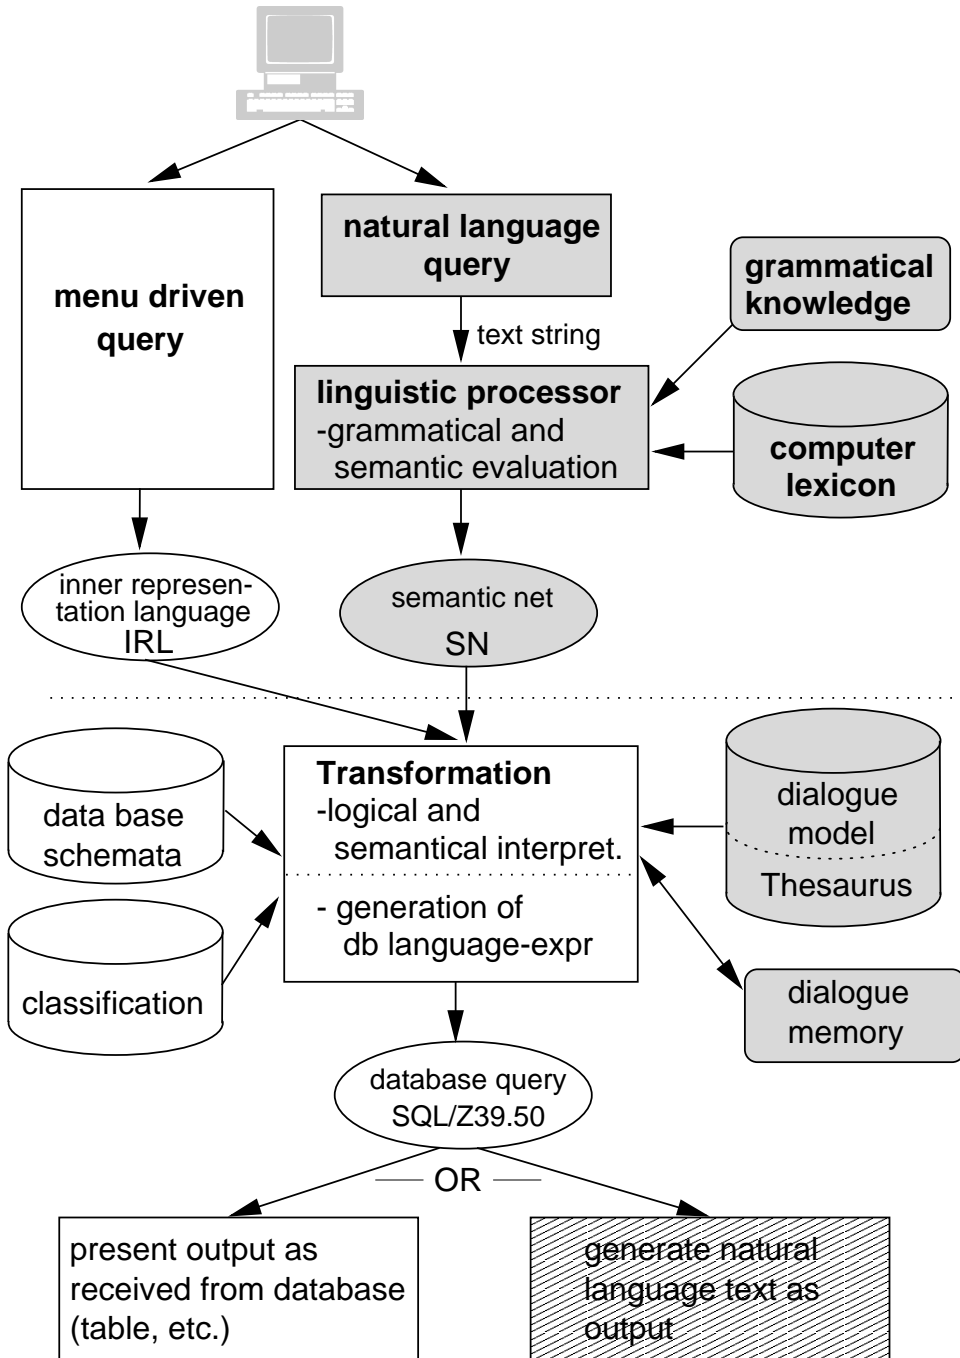 natural language
query
menu driven
query
grammatical
knowledge
text string
linguistic processor
-grammatical and
semantic evaluation
computer
lexicon
inner represen-
tation language
IRL
semantic net
SN
data base
schemata
Transformation
-logical and
semantical interpret.
- generation of
db language-expr
dialogue
model
Thesaurus
classification
dialogue
memory
database query
SQL/Z39.50
OR
present output as
received from database
(table, etc.)
generate natural
language text as
output